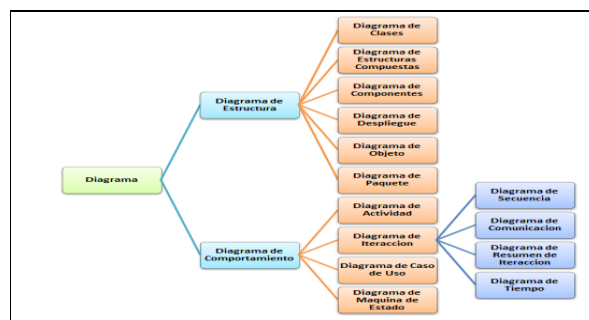 Diagrama
Diagrama de
Estructura
Diagrama de
Clases
Diagrama de
Estructuras
Compuestas
Diagrama de
Componentes
Diagrama de
Despliegue
Diagrama de
Objeto
Diagrama de
Paquete
Diagrama de
Comportamiento
Diagrama de
Actividad
Diagrama de
Iteraccion
Diagrama de
Secuencia
Diagrama de
Comunicacion
Diagrama de
Resumen de
Iteraccion
Diagrama de
Tiempo
Diagrama de Caso
de Uso
Diagrama de
Maquina de
Estado